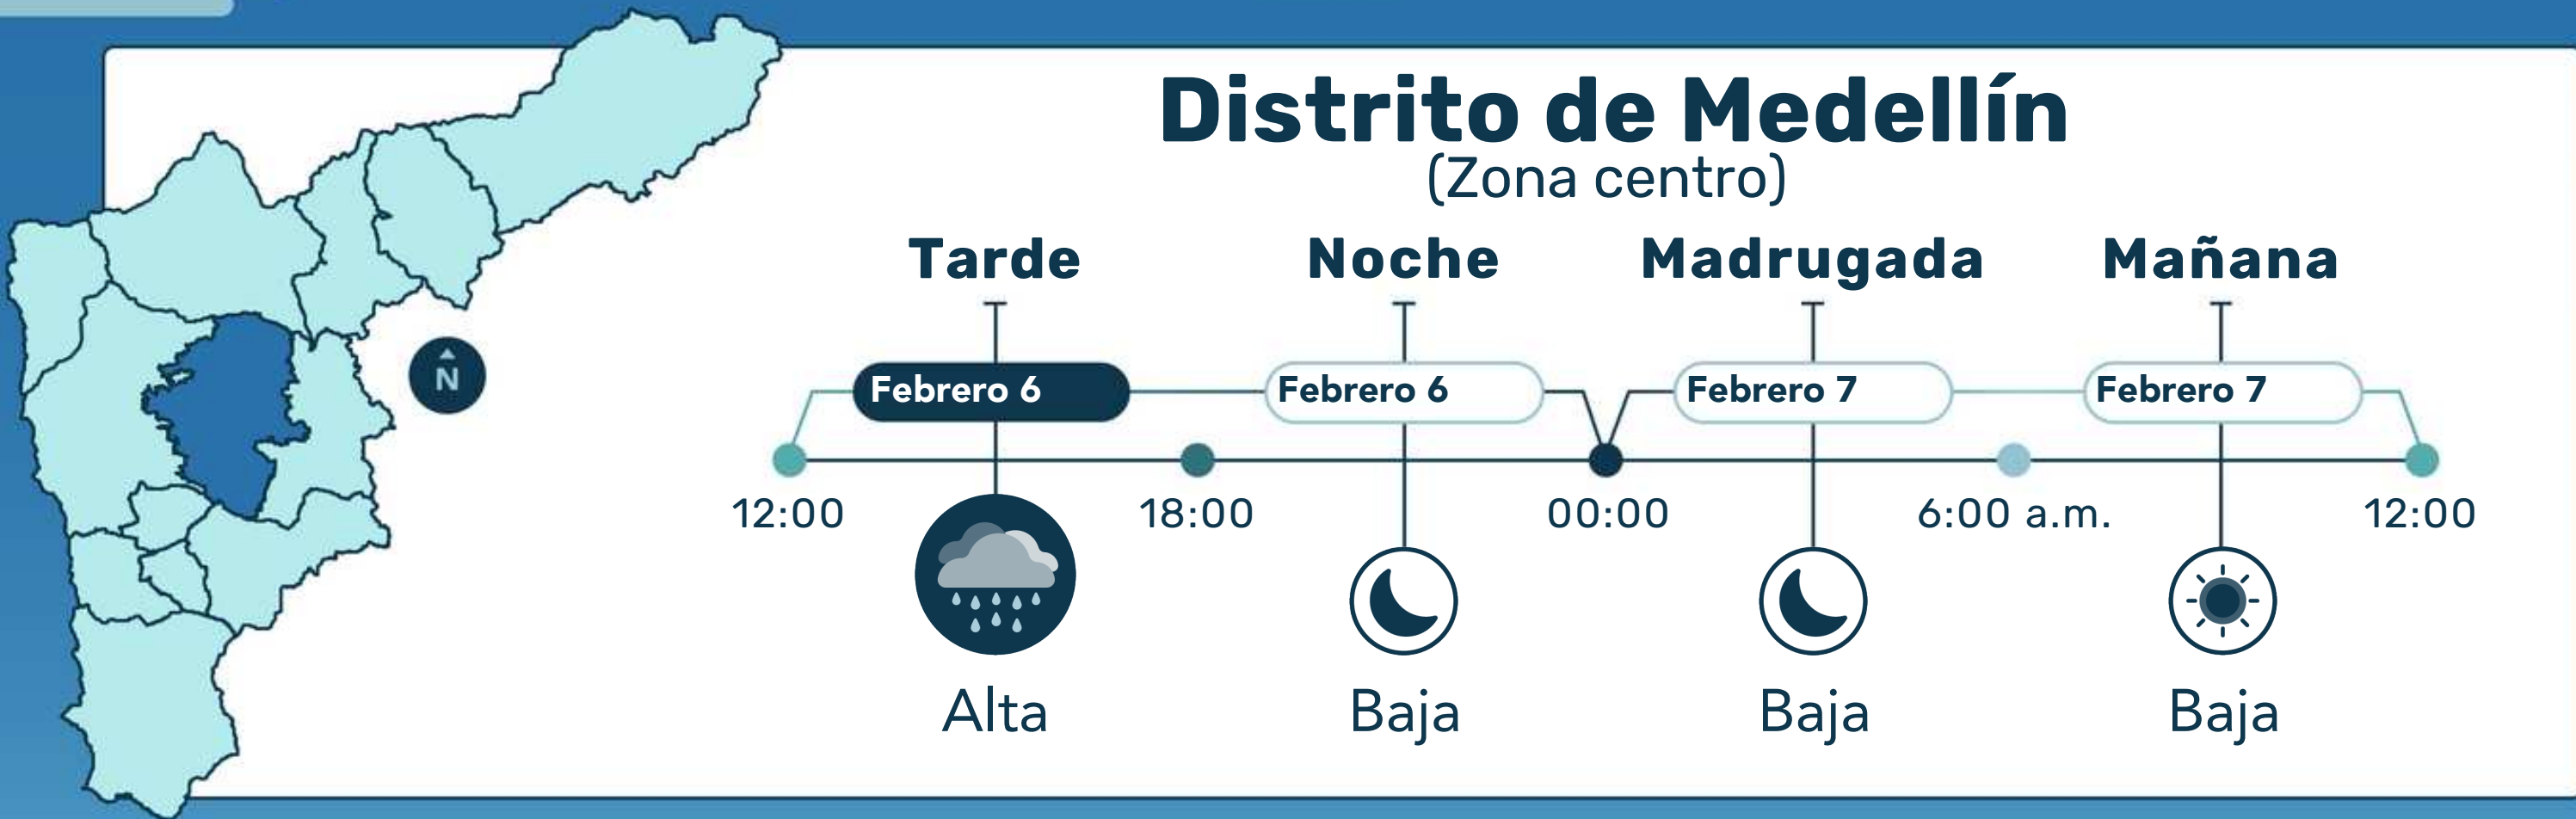 Distrito de Medellín
(Zona centro)
Tarde Noche Madrugada Mañana
Febrero 6 Febrero 6 Febrero 7 Febrero 7
N
12:00 18:00 00:00 6:00 a.m. 12:00
Alta Baja Baja Baja